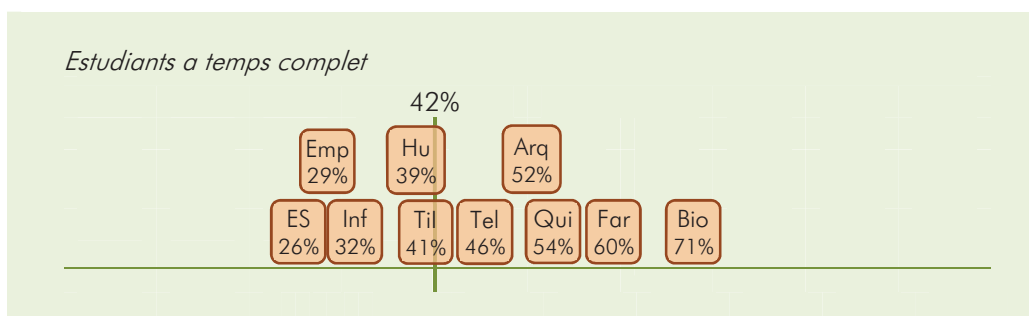 Estudiants a temps complet
42%
Emp
29%
Hu
39%
Arq
52%
ES
26%
Inf
32%
Til
41%
Tel
46%
Qui
54%
Far
60%
Bio
71%